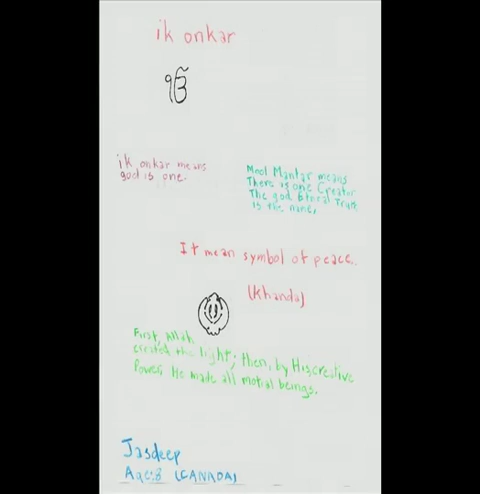 ik onkar
ੴ
ik onkar means
god is one.
Mool Mantar means
There is one Creator
The god Eteral Truth
is the name,
It mean symbol of peace.
(Khanda)
First, Allah
created the light; then, by His creative
Power, He made all motral beings.
Jasdeep
Age:8 (CANADA)